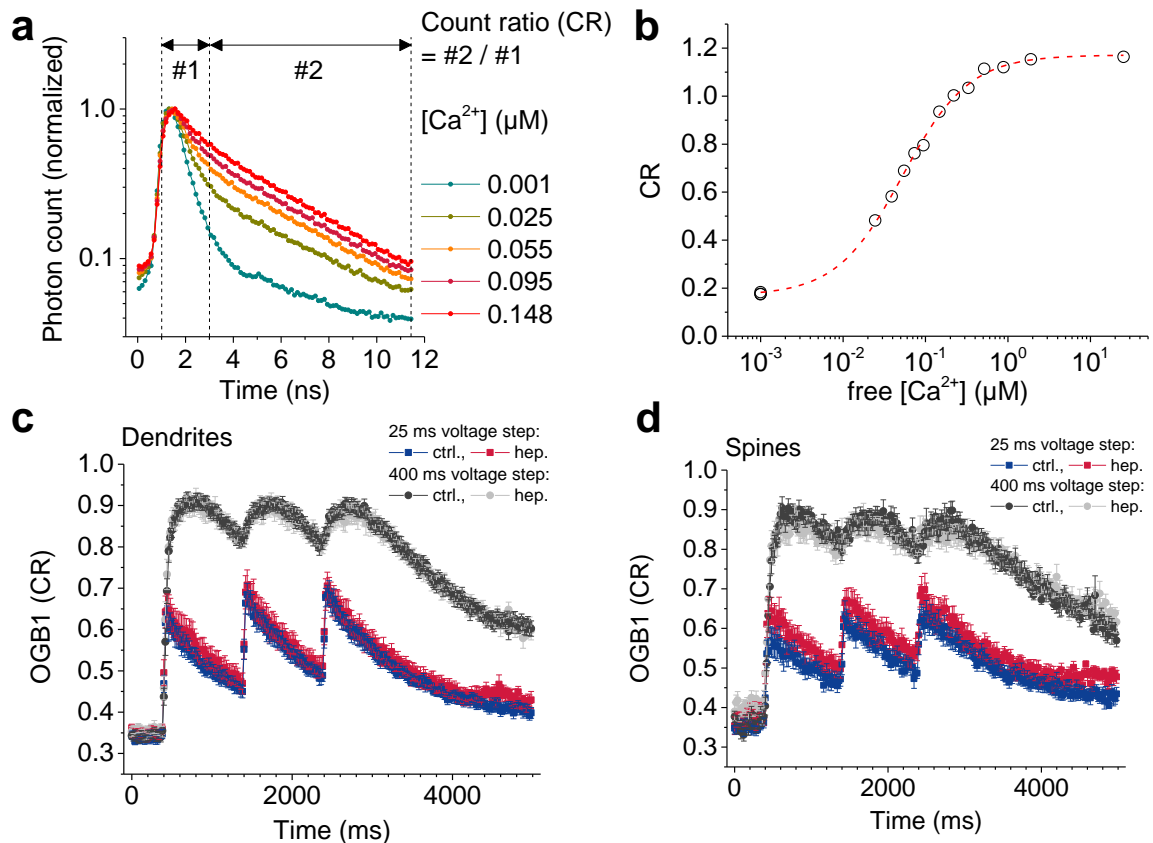 a
Count ratio (CR)
= #2 / #1
#1
#2
[Ca²⁺] (µM)
0.001
0.025
0.055
0.095
0.148
Photon count (normalized)
1.0
0.1
0 2 4 6 8 10 12
Time (ns)
b
CR
1.2
1.0
0.8
0.6
0.4
0.2
0.0
10⁻³ 10⁻² 10⁻¹ 10⁰ 10¹
free [Ca²⁺] (µM)
c
Dendrites
25 ms voltage step:
ctrl., hep.
400 ms voltage step:
ctrl., hep.
OGB1 (CR)
1.0
0.9
0.8
0.7
0.6
0.5
0.4
0.3
0 2000 4000
Time (ms)
d
Spines
25 ms voltage step:
ctrl., hep.
400 ms voltage step:
ctrl., hep.
OGB1 (CR)
1.0
0.9
0.8
0.7
0.6
0.5
0.4
0.3
0 2000 4000
Time (ms)